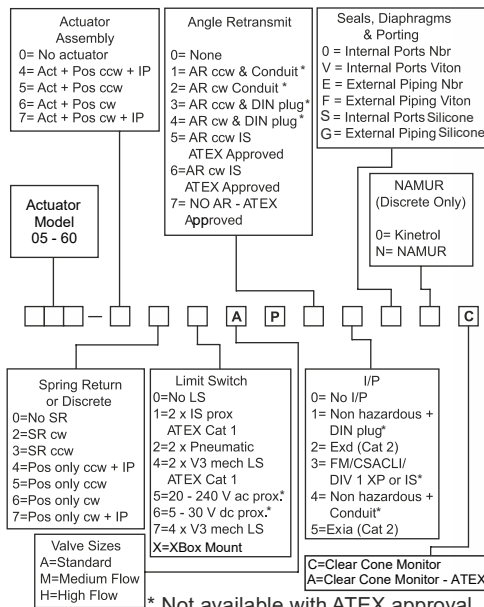 Actuator
Assembly
0= No actuator
4= Act + Pos ccw + IP
5= Act + Pos ccw
6= Act + Pos cw
7= Act + Pos cw + IP
Angle Retransmit
0= None
1= AR ccw & Conduit*
2= AR cw Conduit*
3= AR ccw & DIN plug*
4= AR cw & DIN plug*
5= AR ccw IS
ATEX Approved
6=AR cw IS
ATEX Approved
7= NO AR - ATEX
Approved
Seals, Diaphragms
& Porting
0 = Internal Ports Nbr
V = Internal Ports Viton
E = External Piping Nbr
F = External Piping Viton
S = Internal Ports Silicone
G= External Piping Silicone
Actuator
Model
05 - 60
NAMUR
(Discrete Only)
0= Kinetrol
N= NAMUR
— A P C
Spring Return
or Discrete
0=No SR
2=SR cw
3=SR ccw
4=Pos only ccw + IP
5=Pos only ccw
6=Pos only cw
7=Pos only cw + IP
Limit Switch
0=No LS
1=2 x IS prox
ATEX Cat 1
2=2 x Pneumatic
4=2 x V3 mech LS
ATEX Cat 1
5=20 - 240 V ac prox.*
6=5 - 30 V dc prox.*
7=4 x V3 mech LS
X=XBox Mount
I/P
0= No I/P
1= Non hazardous +
DIN plug*
2= Exd (Cat 2)
3= FM/CSACLI/
DIV 1 XP or IS*
4= Non hazardous +
Conduit*
5=Exia (Cat 2)
Valve Sizes
A=Standard
M=Medium Flow
H=High Flow
C=Clear Cone Monitor
A=Clear Cone Monitor - ATEX
* Not available with ATEX approval